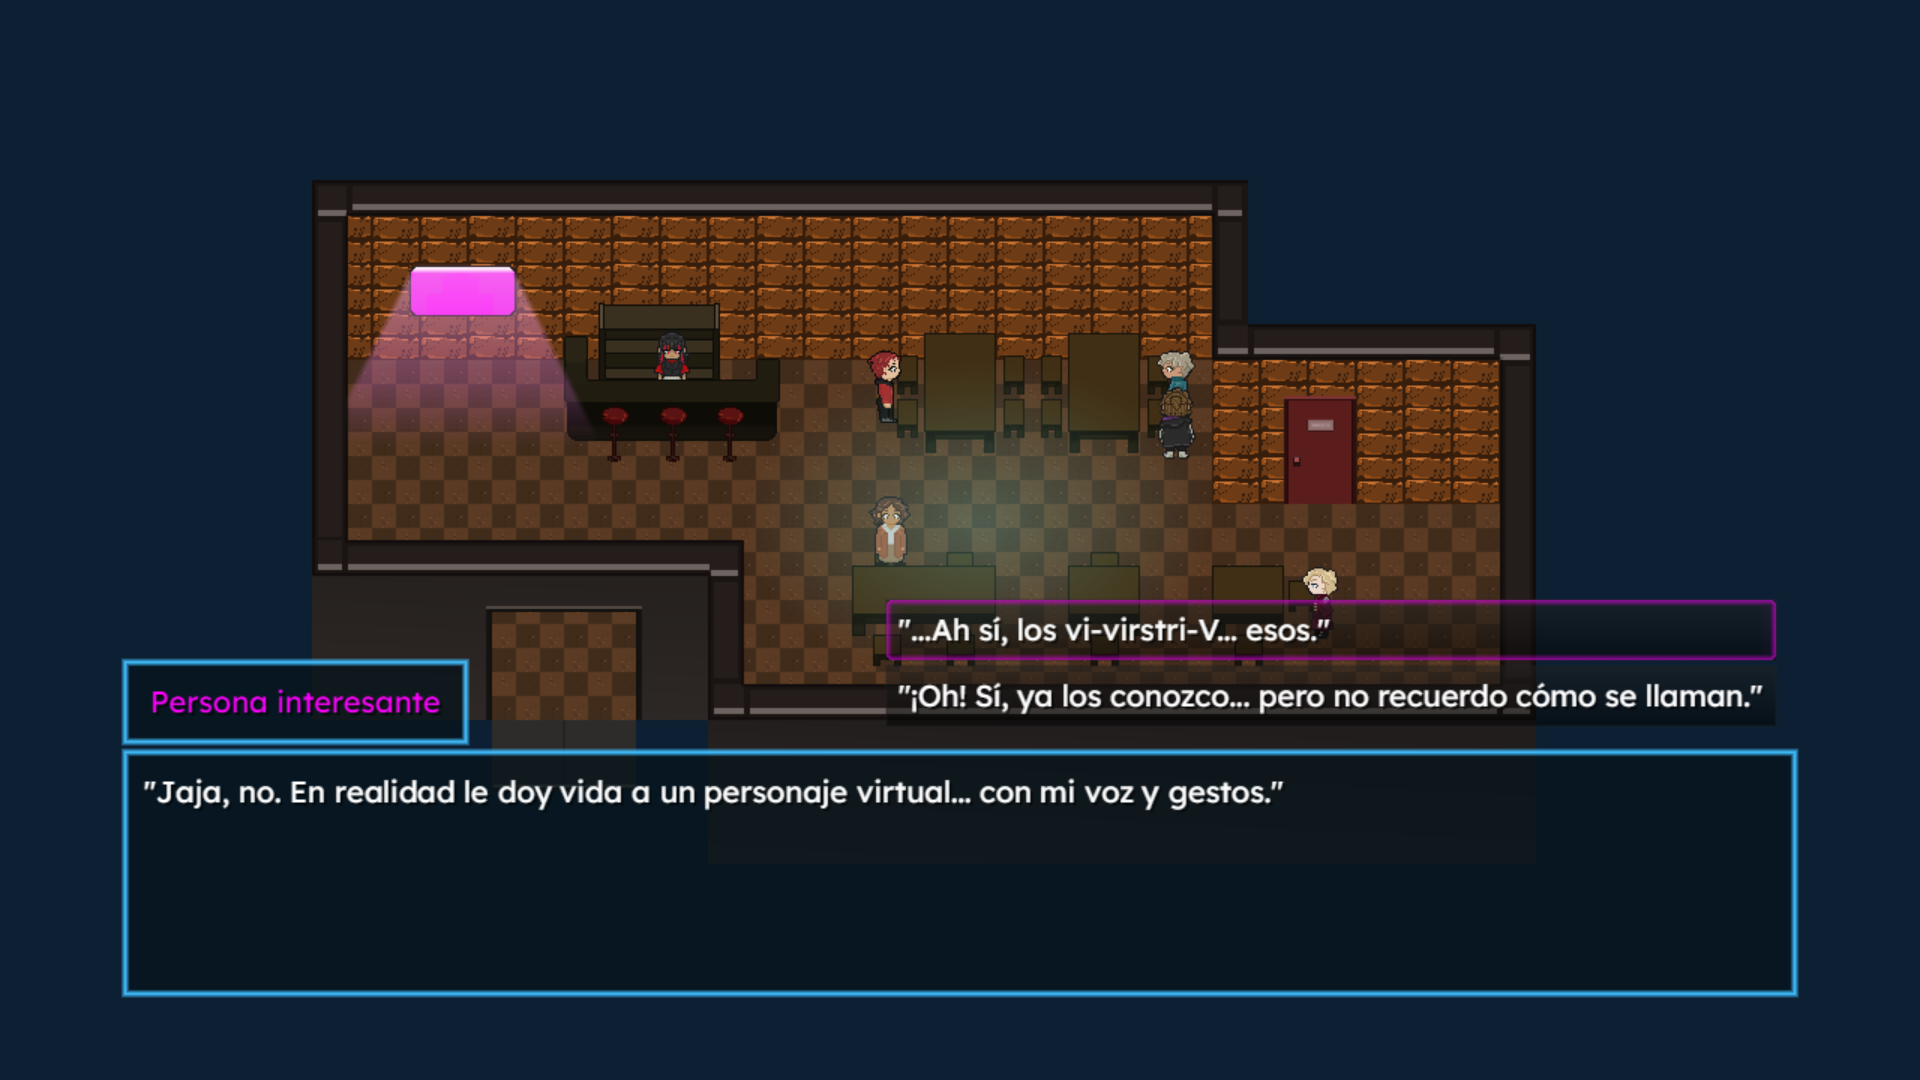 "...Ah sí, los vi-virstri-V... esos."
"¡Oh! Sí, ya los conozco... pero no recuerdo cómo se llaman."
Persona interesante
"Jaja, no. En realidad le doy vida a un personaje virtual... con mi voz y gestos."